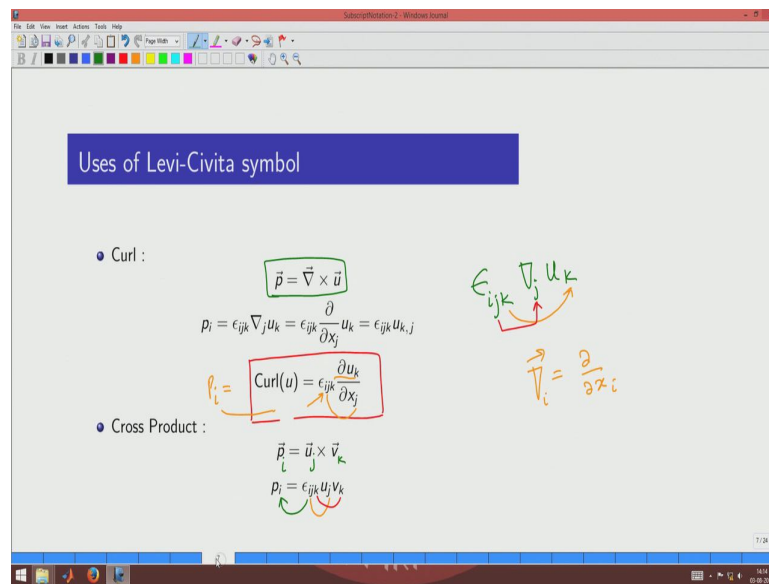 SubscriptNotation-2 - Windows Journal
File Edit View Insert Actions Tools Help
Page Width
B I
Uses of Levi-Civita symbol
• Curl :
p⃗ = ∇⃗ × u⃗
ϵijk ∇j uk
pi = ϵijk∇juk = ϵijk ∂/∂xj uk = ϵijkuk,j
Pi = Curl(u) = ϵijk ∂uk/∂xj
∇⃗i = ∂/∂xi
• Cross Product :
p⃗ = u⃗ × v⃗
i j k
pi = ϵijkujvk
7 / 24
14:54